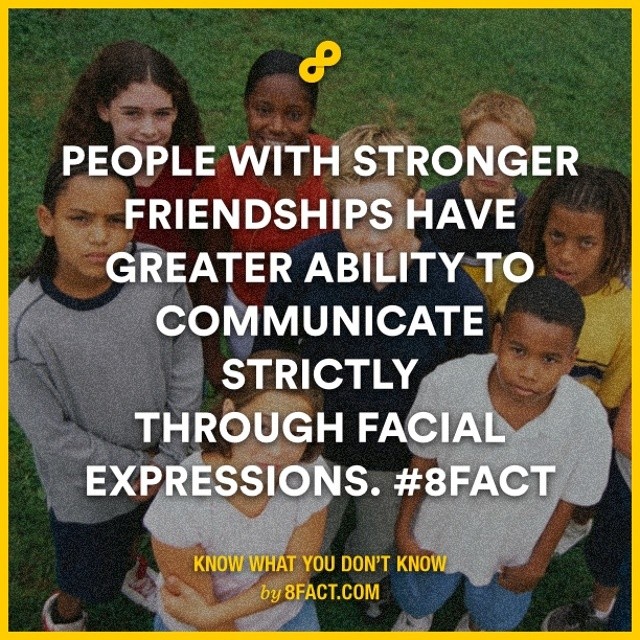 PEOPLE WITH STRONGER
FRIENDSHIPS HAVE
GREATER ABILITY TO
COMMUNICATE
STRICTLY
THROUGH FACIAL
EXPRESSIONS. #8FACT
KNOW WHAT YOU DON'T KNOW
by 8FACT.COM